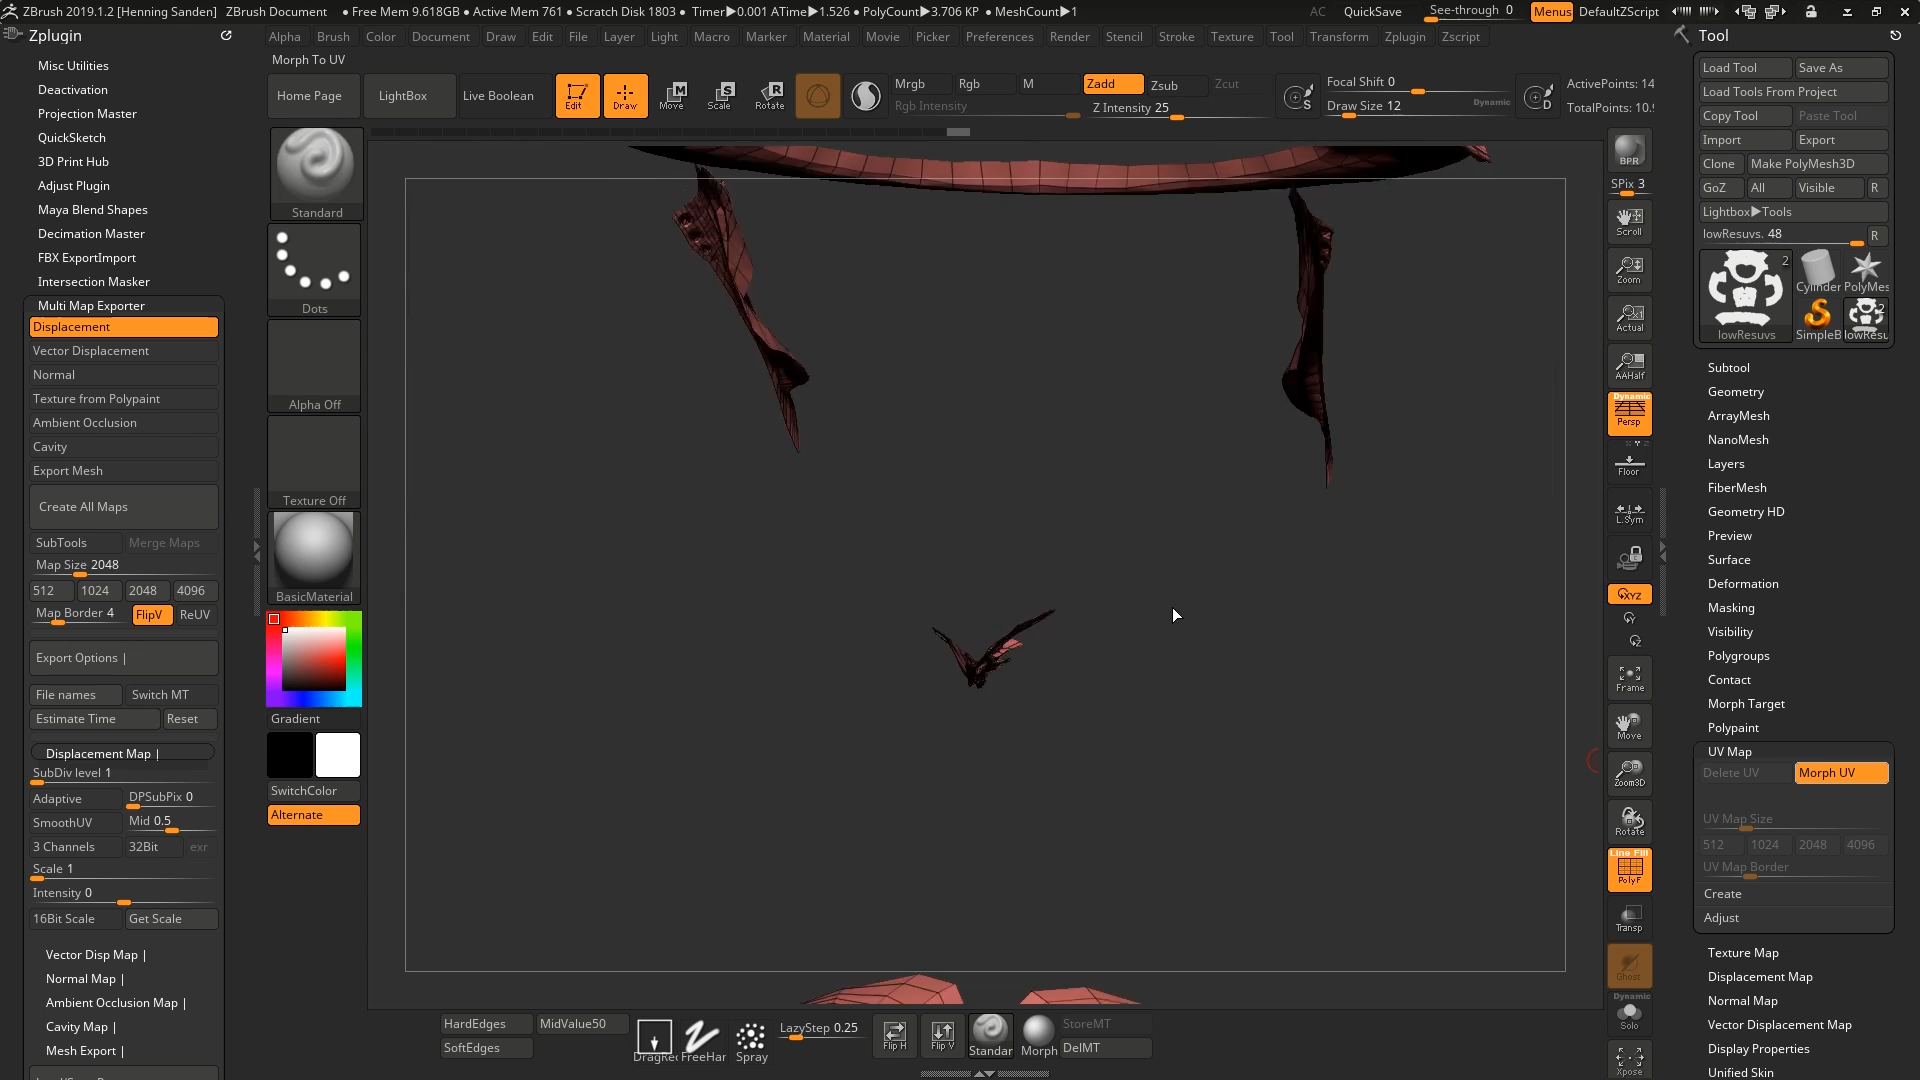 ZBrush 2019.1.2 [Henning Sanden] ZBrush Document ● Free Mem 9.618GB ● Active Mem 761 ● Scratch Disk 1803 ● Timer▶0.001 ATime▶1.526 ● PolyCount▶3.706 KP ● MeshCount▶1 AC QuickSave See-through 0 Menus DefaultZScript
Zplugin
Alpha Brush Color Document Draw Edit File Layer Light Macro Marker Material Movie Picker Preferences Render Stencil Stroke Texture Tool Transform Zplugin Zscript
Tool
Morph To UV
Misc Utilities
Deactivation
Projection Master
QuickSketch
3D Print Hub
Adjust Plugin
Maya Blend Shapes
Decimation Master
FBX ExportImport
Intersection Master
Multi Map Exporter
Displacement
Vector Displacement
Normal
Texture from Polypaint
Ambient Occlusion
Cavity
Export Mesh
Create All Maps
SubTools Merge Maps
Map Size 2048
512 1024 2048 4096
Map Border 4 FlipV ReUV
Export Options |
File names Switch MT
Estimate Time Reset
Displacement Map |
SubDiv level 1
Adaptive DPSubPix 0
SmoothUV Mid 0.5
3 Channels 32Bit exr
Scale 1
Intensity 0
16Bit Scale Get Scale
Vector Disp Map |
Normal Map |
Ambient Occlusion Map |
Cavity Map |
Mesh Export |
Home Page LightBox Live Boolean Edit Draw Move Scale Rotate
Mrgb Rgb M Zadd Zsub Zcut
Rgb Intensity Z Intensity 25
Focal Shift 0
Draw Size 12 Dynamic
ActivePoints: 14
TotalPoints: 10.
Standard
Dots
Alpha Off
Texture Off
BasicMaterial
Gradient
SwitchColor
Alternate
HardEdges MidValue50
SoftEdges
DragRec FreeHar Spray
LazyStep 0.25
Flip H Flip V Standar Morph
StoreMT
DelMT
BPR
SPix 3
Scroll
Zoom
Actual
AAHalf
Dynamic
Persp
Floor
L.Sym
XYZ
Frame
Move
Zoom3D
Rotate
Line Fill
PolyF
Transp
Ghost
Dynamic
Solo
Xpose
Load Tool Save As
Load Tools From Project
Copy Tool Paste Tool
Import Export
Clone Make PolyMesh3D
GoZ All Visible R
Lightbox▶Tools
lowResuvs. 48 R
2
Cylinder PolyMes
2
lowResuvs SimpleB lowResu
Subtool
Geometry
ArrayMesh
NanoMesh
Layers
FiberMesh
Geometry HD
Preview
Surface
Deformation
Masking
Visibility
Polygroups
Contact
Morph Target
Polypaint
UV Map
Delete UV Morph UV
UV Map Size
512 1024 2048 4096
UV Map Border
Create
Adjust
Texture Map
Displacement Map
Normal Map
Vector Displacement Map
Display Properties
Unified Skin